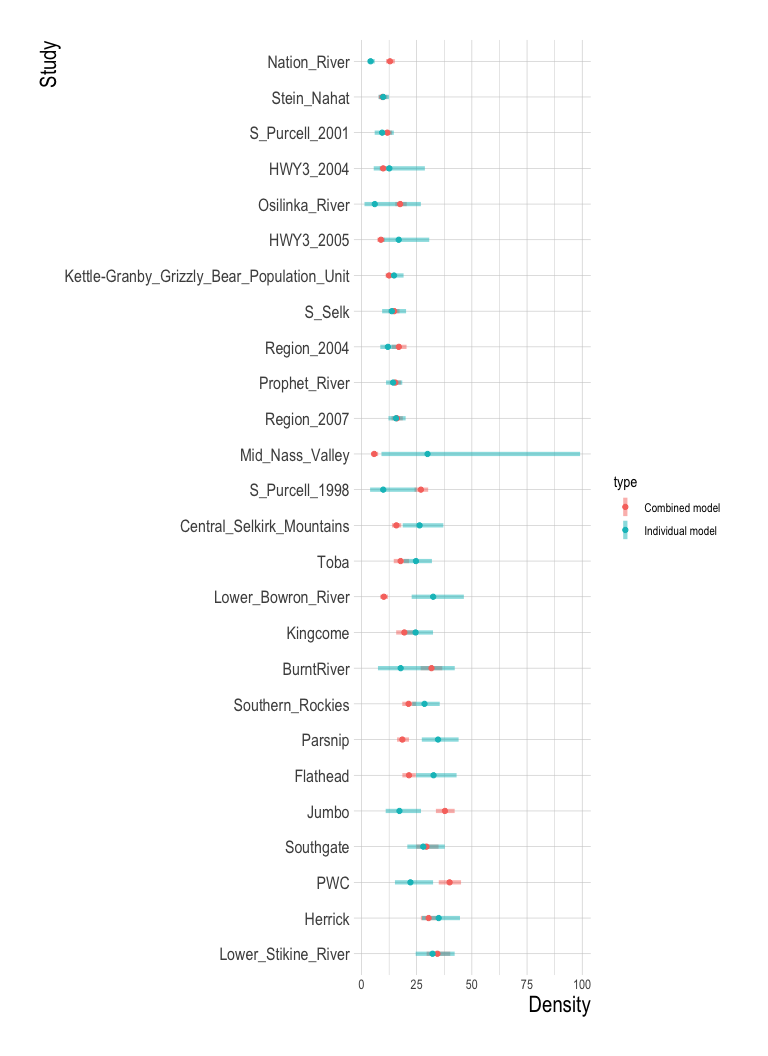 Study
Nation_River
Stein_Nahat
S_Purcell_2001
HWY3_2004
Osilinka_River
HWY3_2005
Kettle-Granby_Grizzly_Bear_Population_Unit
S_Selk
Region_2004
Prophet_River
Region_2007
Mid_Nass_Valley
S_Purcell_1998
Central_Selkirk_Mountains
Toba
Lower_Bowron_River
Kingcome
BurntRiver
Southern_Rockies
Parsnip
Flathead
Jumbo
Southgate
PWC
Herrick
Lower_Stikine_River
0 25 50 75 100
Density
type
Combined model
Individual model